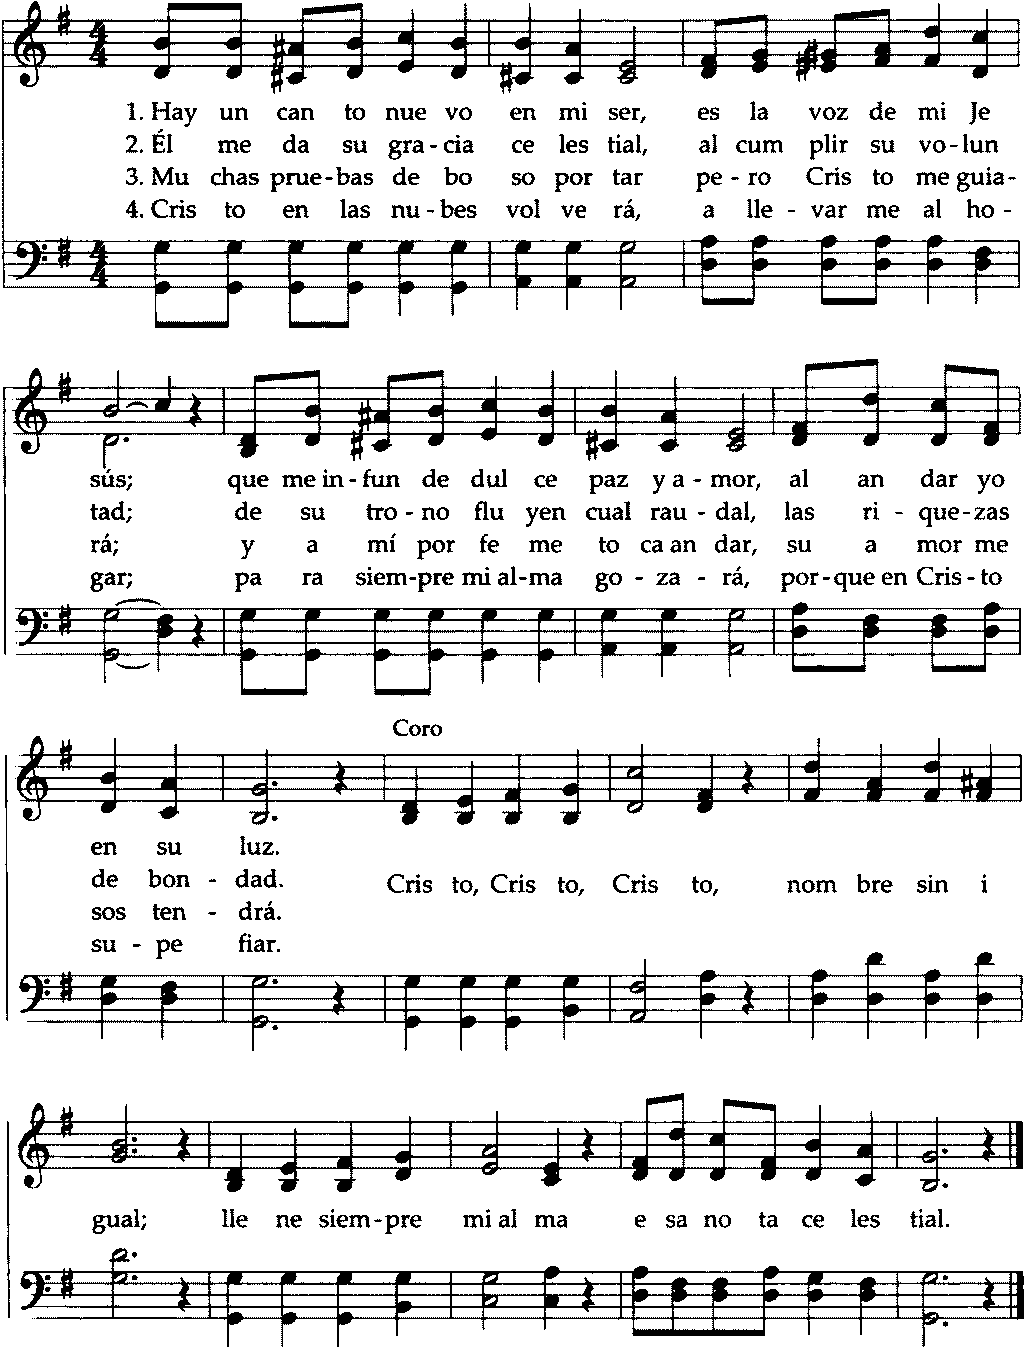 1. Hay un can to nue vo en mi ser, es la voz de mi Je
2. Él me da su gra-cia ce les tial, al cum plir su vo-lun
3. Mu chas prue-bas de bo so por tar pe-ro Cris to me guia-
4. Cris to en las nu-bes vol ve rá, a lle-var me al ho-
sús; que me in-fun de dul ce paz y a-mor, al an dar yo
tad; de su tro-no flu yen cual rau-dal, las ri-que-zas
rá; y a mí por fe me to ca an dar, su a mor me
gar; pa ra siem-pre mi al-ma go-za-rá, por-que en Cris-to
Coro
en su luz.
de bon-dad.
Cris to, Cris to, Cris to, nom bre sin i
sos ten-drá.
su-pe fiar.
gual; lle ne siem-pre mi al ma e sa no ta ce les tial.